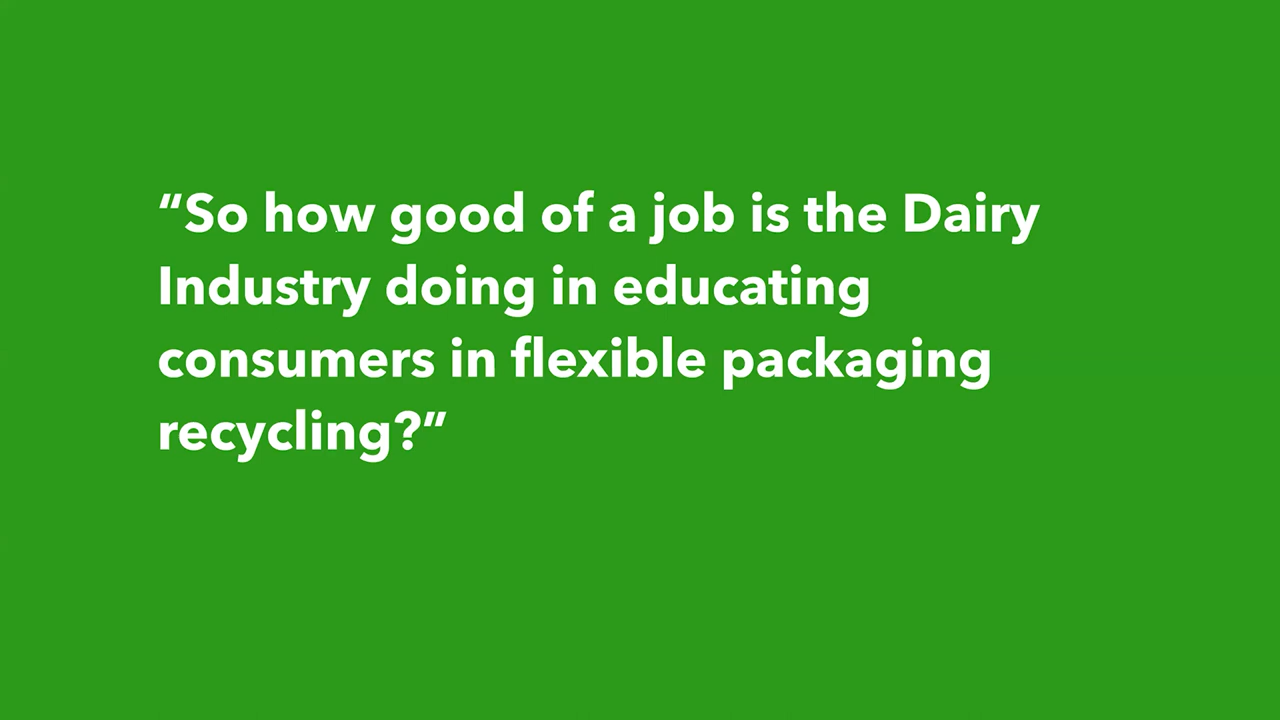 “So how good of a job is the Dairy
Industry doing in educating
consumers in flexible packaging
recycling?”